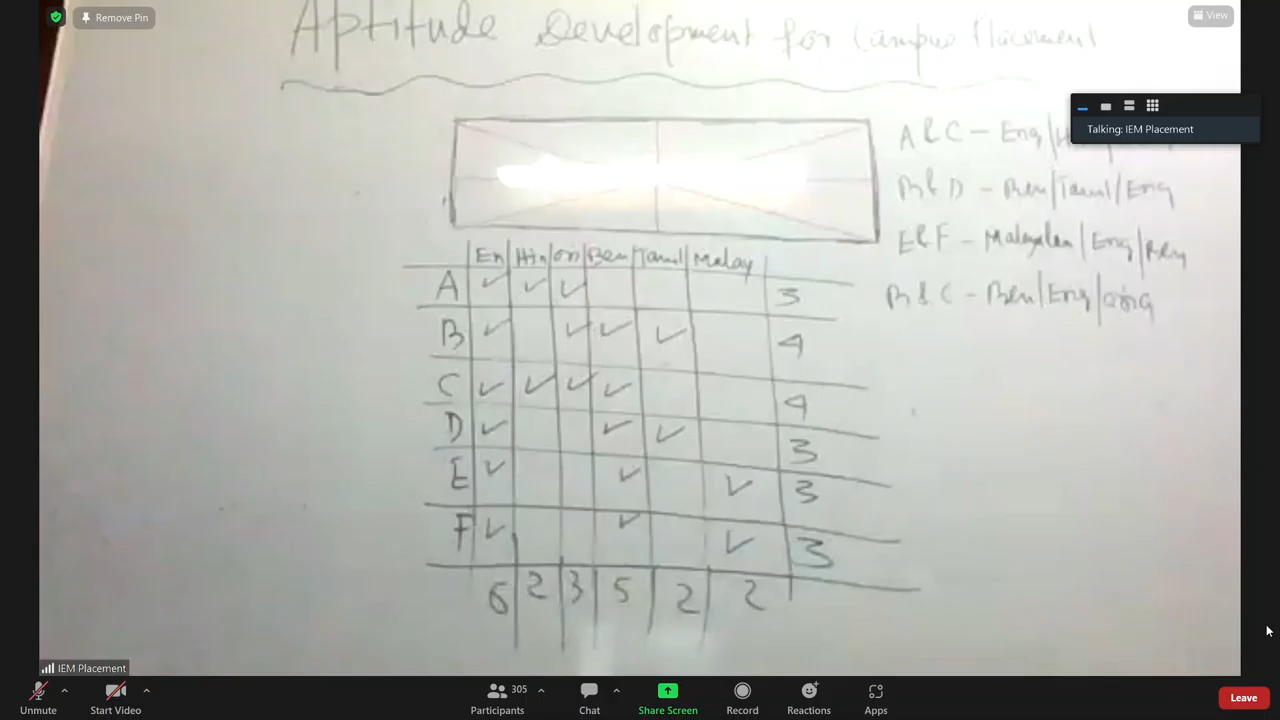 Remove Pin
View
Aptitude Development for Campus Placement
Talking: IEM Placement
A & C - Eng/
B & D - Ben/Tamil/Eng
E & F - Malayalam/Eng/Ben
B & C - Ben/Eng/
En Hin Ori Ben Tamil Malay
A ✓ ✓ ✓ 3
B ✓ ✓ ✓ ✓ 4
C ✓ ✓ ✓ ✓ 4
D ✓ ✓ ✓ 3
E ✓ ✓ ✓ 3
F ✓ ✓ ✓ 3
6 2 3 5 2 2
IEM Placement
Unmute Start Video Participants 305 Chat Share Screen Record Reactions Apps Leave